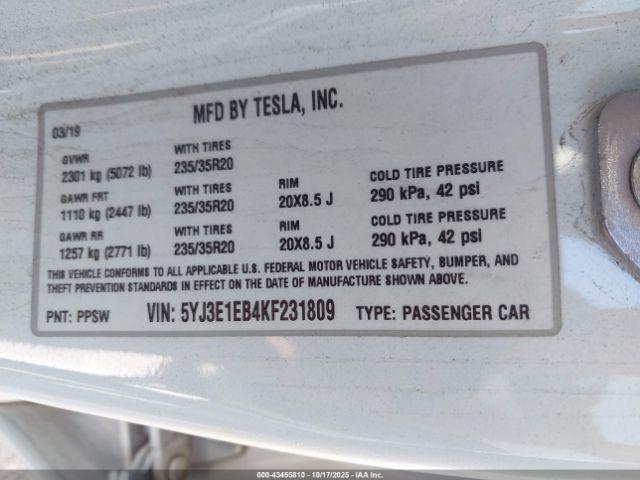 MFD BY TESLA, INC.
03/19
GVWR WITH TIRES
2301 kg (5072 lb) 235/35R20
GAWR FRT WITH TIRES RIM COLD TIRE PRESSURE
1110 kg (2447 lb) 235/35R20 20X8.5 J 290 kPa, 42 psi
GAWR RR WITH TIRES RIM COLD TIRE PRESSURE
1257 kg (2771 lb) 235/35R20 20X8.5 J 290 kPa, 42 psi
THIS VEHICLE CONFORMS TO ALL APPLICABLE U.S. FEDERAL MOTOR VEHICLE SAFETY, BUMPER, AND
THEFT PREVENTION STANDARDS IN EFFECT ON THE DATE OF MANUFACTURE SHOWN ABOVE.
PNT: PPSW VIN: 5YJ3E1EB4KF231809 TYPE: PASSENGER CAR
000-43455810 | 10/17/2025 | IAAI.com